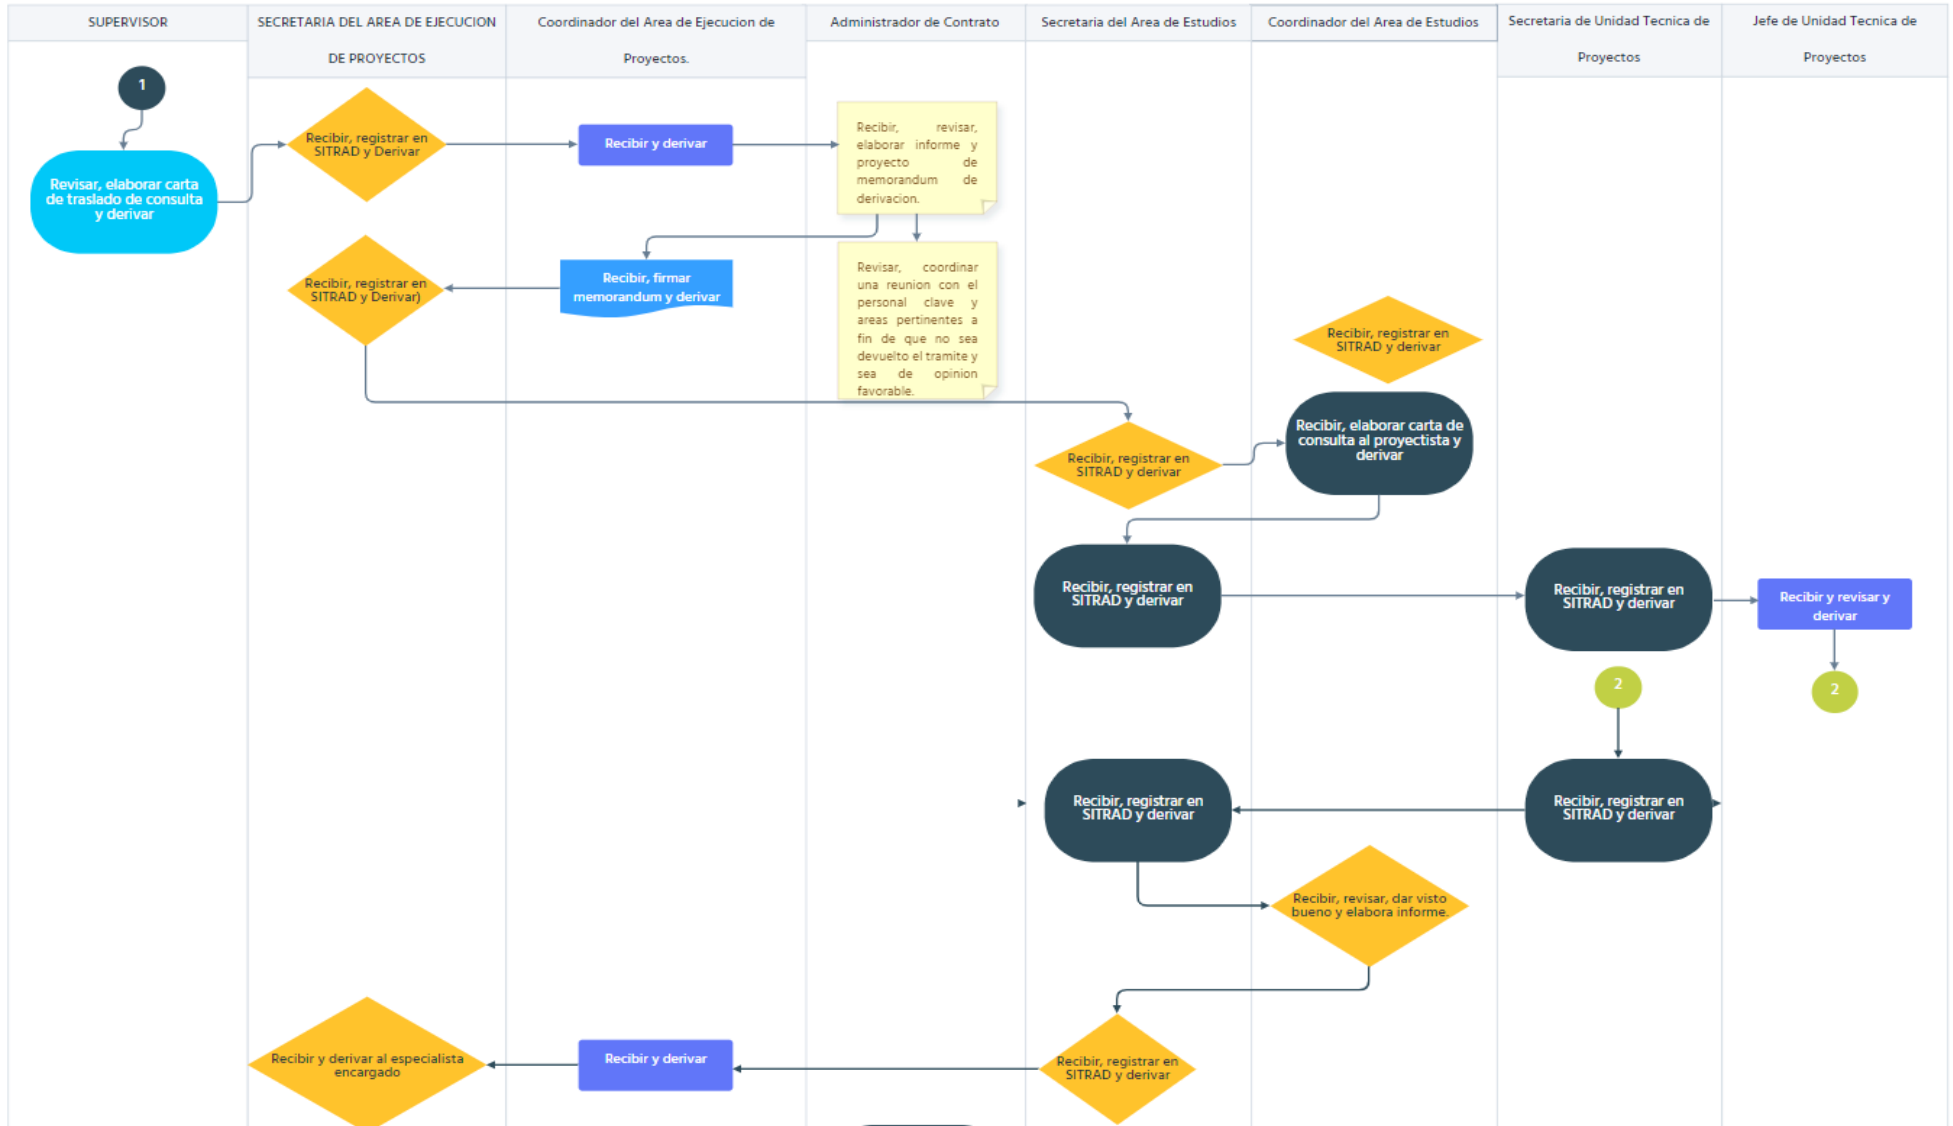 SUPERVISOR
SECRETARIA DEL AREA DE EJECUCION
DE PROYECTOS
Coordinador del Area de Ejecucion de
Proyectos.
Administrador de Contrato
Secretaria del Area de Estudios
Coordinador del Area de Estudios
Secretaria de Unidad Tecnica de
Proyectos
Jefe de Unidad Tecnica de
Proyectos
1
Revisar, elaborar carta
de traslado de consulta
y derivar
Recibir, registrar en
SITRAD y Derivar
Recibir y derivar
Recibir, revisar,
elaborar informe y
proyecto de
memorandum de
derivacion.
Recibir, registrar en
SITRAD y Derivar)
Recibir, firmar
memorandum y derivar
Revisar, coordinar
una reunion con el
personal clave y
areas pertinentes a
fin de que no sea
devuelto el tramite y
sea de opinion
favorable.
Recibir, registrar en
SITRAD y derivar
Recibir, registrar en
SITRAD y derivar
Recibir, elaborar carta de
consulta al proyectista y
derivar
Recibir, registrar en
SITRAD y derivar
Recibir, registrar en
SITRAD y derivar
Recibir y revisar y
derivar
2
2
Recibir, registrar en
SITRAD y derivar
Recibir, registrar en
SITRAD y derivar
Recibir, revisar, dar visto
bueno y elabora informe.
Recibir y derivar al especialista
encargado
Recibir y derivar
Recibir, registrar en
SITRAD y derivar